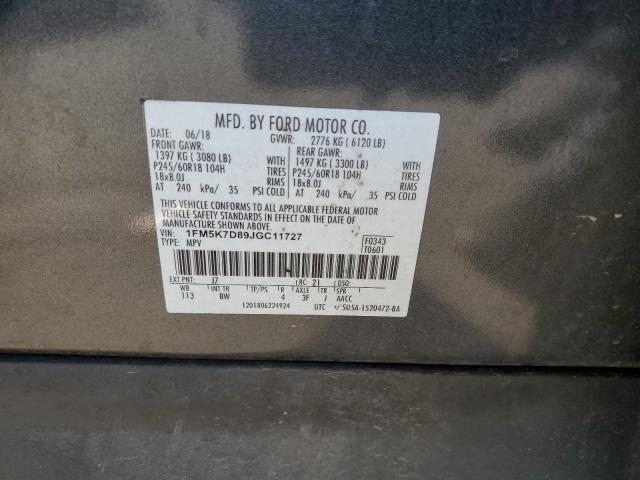 MFD. BY FORD MOTOR CO.
DATE: 06/18 GVWR: 2776 KG ( 6120 LB)
FRONT GAWR: REAR GAWR:
1397 KG ( 3080 LB) WITH 1497 KG ( 3300 LB) WITH
P245/60R18 104H TIRES P245/60R18 104H TIRES
18x8.0J RIMS 18x8.0J RIMS
AT 240 kPa/ 35 PSI COLD AT 240 kPa/ 35 PSI COLD
THIS VEHICLE CONFORMS TO ALL APPLICABLE FEDERAL MOTOR
VEHICLE SAFETY STANDARDS IN EFFECT ON THE DATE OF
MANUFACTURE SHOWN ABOVE.
VIN: 1FM5K7D89JGC11727 F0343
TYPE: MPV T0601
EXT PNT: J7 RC: 21 DSO:
WB INT TR TP/PS R AXLE TR SPR
113 BW 4 3F J AACC
1201806224924 UTC 5U5A-1520472-BA